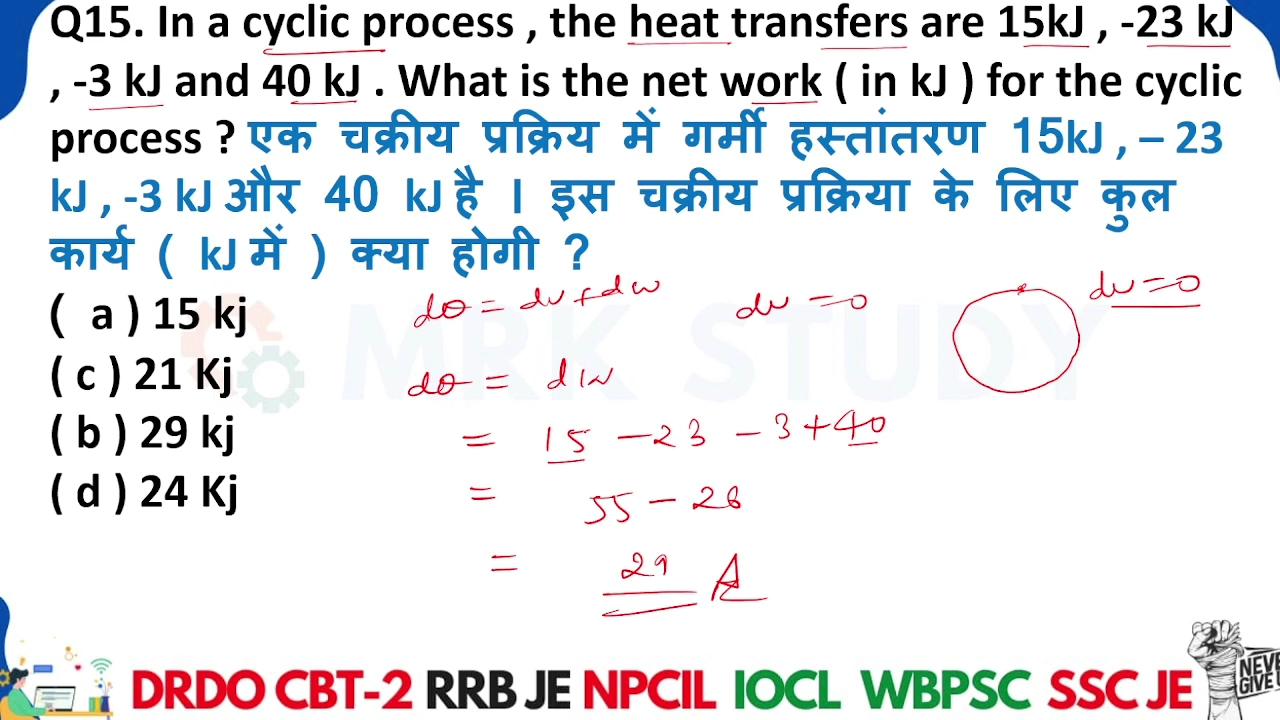 Q15. In a cyclic process , the heat transfers are 15kJ , -23 kJ
, -3 kJ and 40 kJ . What is the net work ( in kJ ) for the cyclic
process ? एक चक्रीय प्रक्रिय में गर्मी हस्तांतरण 15kJ , – 23
kJ , -3 kJ और 40 kJ है । इस चक्रीय प्रक्रिया के लिए कुल
कार्य ( kJ में ) क्या होगी ?
( a ) 15 kj
( c ) 21 Kj
( b ) 29 kj
( d ) 24 Kj
dQ = du + dw
du = 0
du = 0
dQ = dw
= 15 – 23 – 3 + 40
= 55 – 26
= 29 A
MRK STUDY
DRDO CBT-2 RRB JE NPCIL IOCL WBPSC SSC JE
NEVER
GIVE U